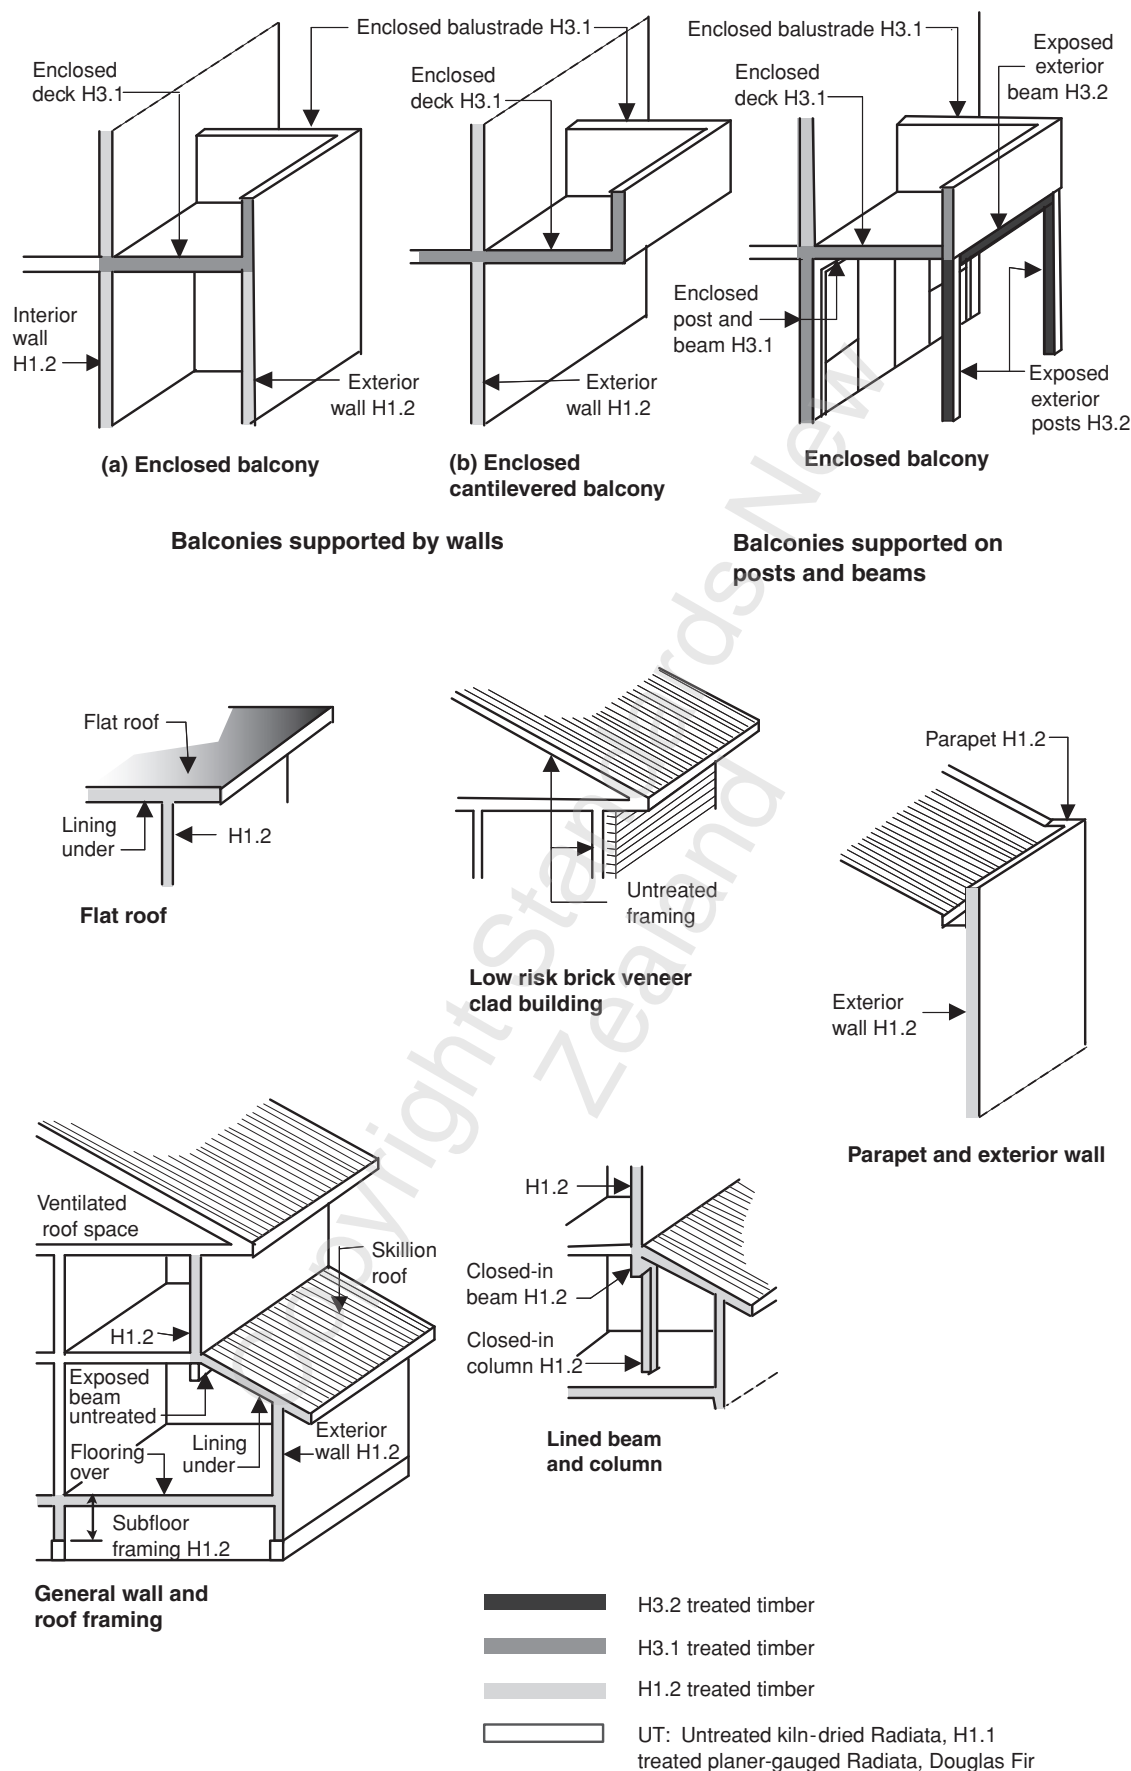 Enclosed balustrade H3.1
Enclosed
deck H3.1
Enclosed
deck H3.1
Interior
wall
H1.2
Exterior
wall H1.2
Exterior
wall H1.2
(a) Enclosed balcony
(b) Enclosed
cantilevered balcony
Balconies supported by walls
Enclosed balustrade H3.1
Exposed
exterior
beam H3.2
Enclosed
deck H3.1
Enclosed
post and
beam H3.1
Exposed
exterior
posts H3.2
Enclosed balcony
Balconies supported on
posts and beams
Flat roof
Lining
under
H1.2
Flat roof
Untreated
framing
Low risk brick veneer
clad building
Parapet H1.2
Exterior
wall H1.2
Parapet and exterior wall
Ventilated
roof space
Skillion
roof
H1.2
Exposed
beam
untreated
Flooring
over
Lining
under
Exterior
wall H1.2
Subfloor
framing H1.2
General wall and
roof framing
H1.2
Closed-in
beam H1.2
Closed-in
column H1.2
Lined beam
and column
H3.2 treated timber
H3.1 treated timber
H1.2 treated timber
UT: Untreated kiln-dried Radiata, H1.1
treated planer-gauged Radiata, Douglas Fir
Copyright Standards New
Zealand